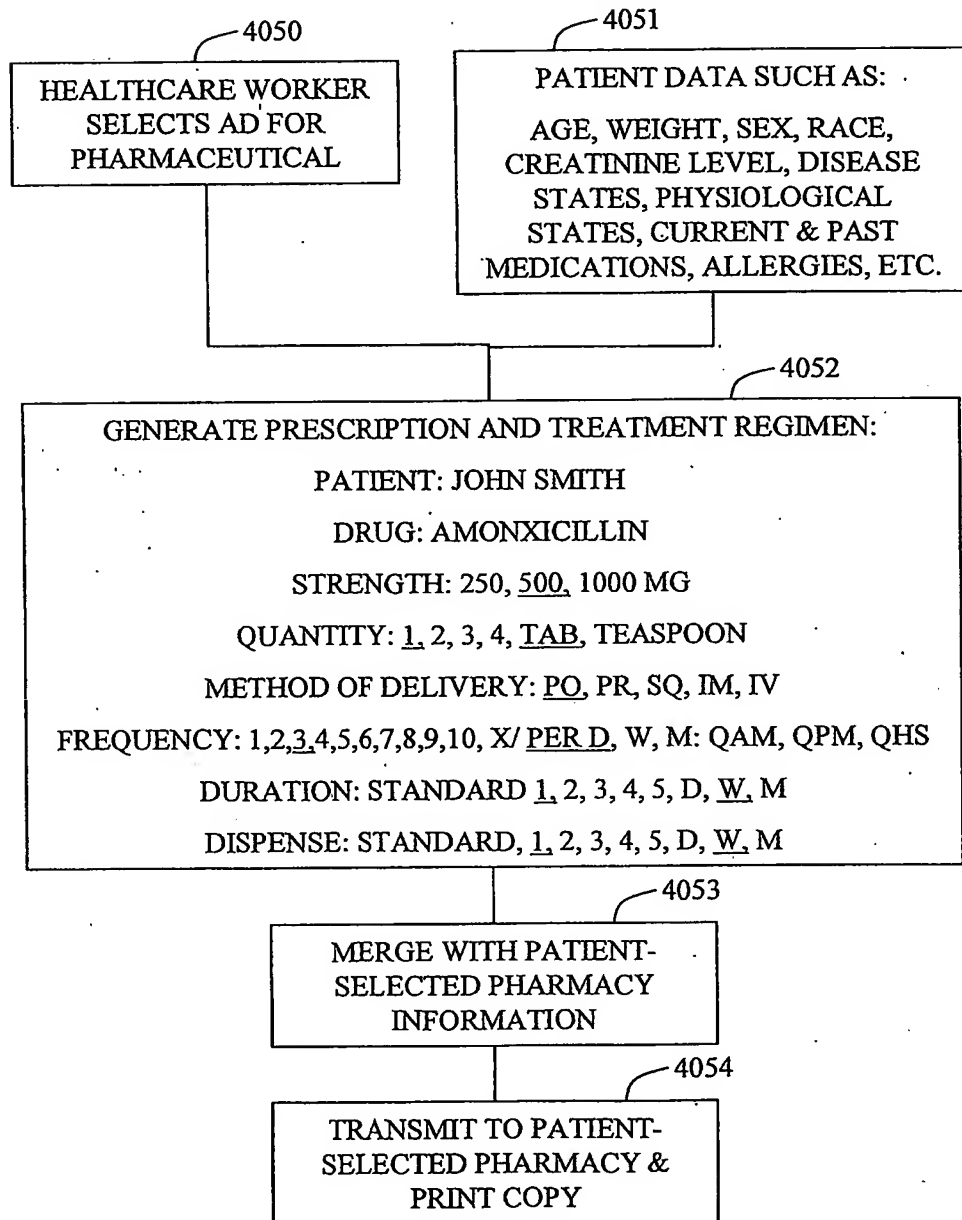 4050
HEALTHCARE WORKER
SELECTS AD FOR
PHARMACEUTICAL
4051
PATIENT DATA SUCH AS:
AGE, WEIGHT, SEX, RACE,
CREATININE LEVEL, DISEASE
STATES, PHYSIOLOGICAL
STATES, CURRENT & PAST
MEDICATIONS, ALLERGIES, ETC.
4052
GENERATE PRESCRIPTION AND TREATMENT REGIMEN:
PATIENT: JOHN SMITH
DRUG: AMONXICILLIN
STRENGTH: 250, 500, 1000 MG
QUANTITY: 1, 2, 3, 4, TAB, TEASPOON
METHOD OF DELIVERY: PO, PR, SQ, IM, IV
FREQUENCY: 1,2,3,4,5,6,7,8,9,10, X/ PER D, W, M: QAM, QPM, QHS
DURATION: STANDARD 1, 2, 3, 4, 5, D, W, M
DISPENSE: STANDARD, 1, 2, 3, 4, 5, D, W, M
4053
MERGE WITH PATIENT-
SELECTED PHARMACY
INFORMATION
4054
TRANSMIT TO PATIENT-
SELECTED PHARMACY &
PRINT COPY